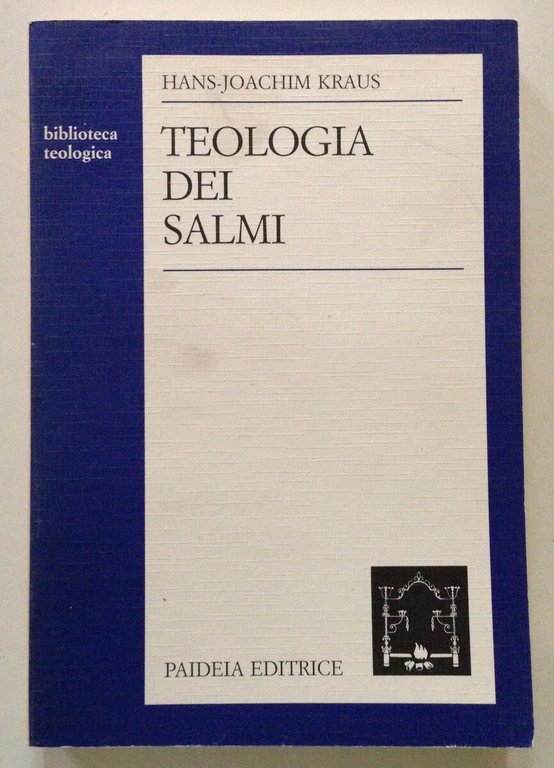 HANS-JOACHIM KRAUS
biblioteca
teologica
TEOLOGIA
DEI
SALMI
PAIDEIA EDITRICE